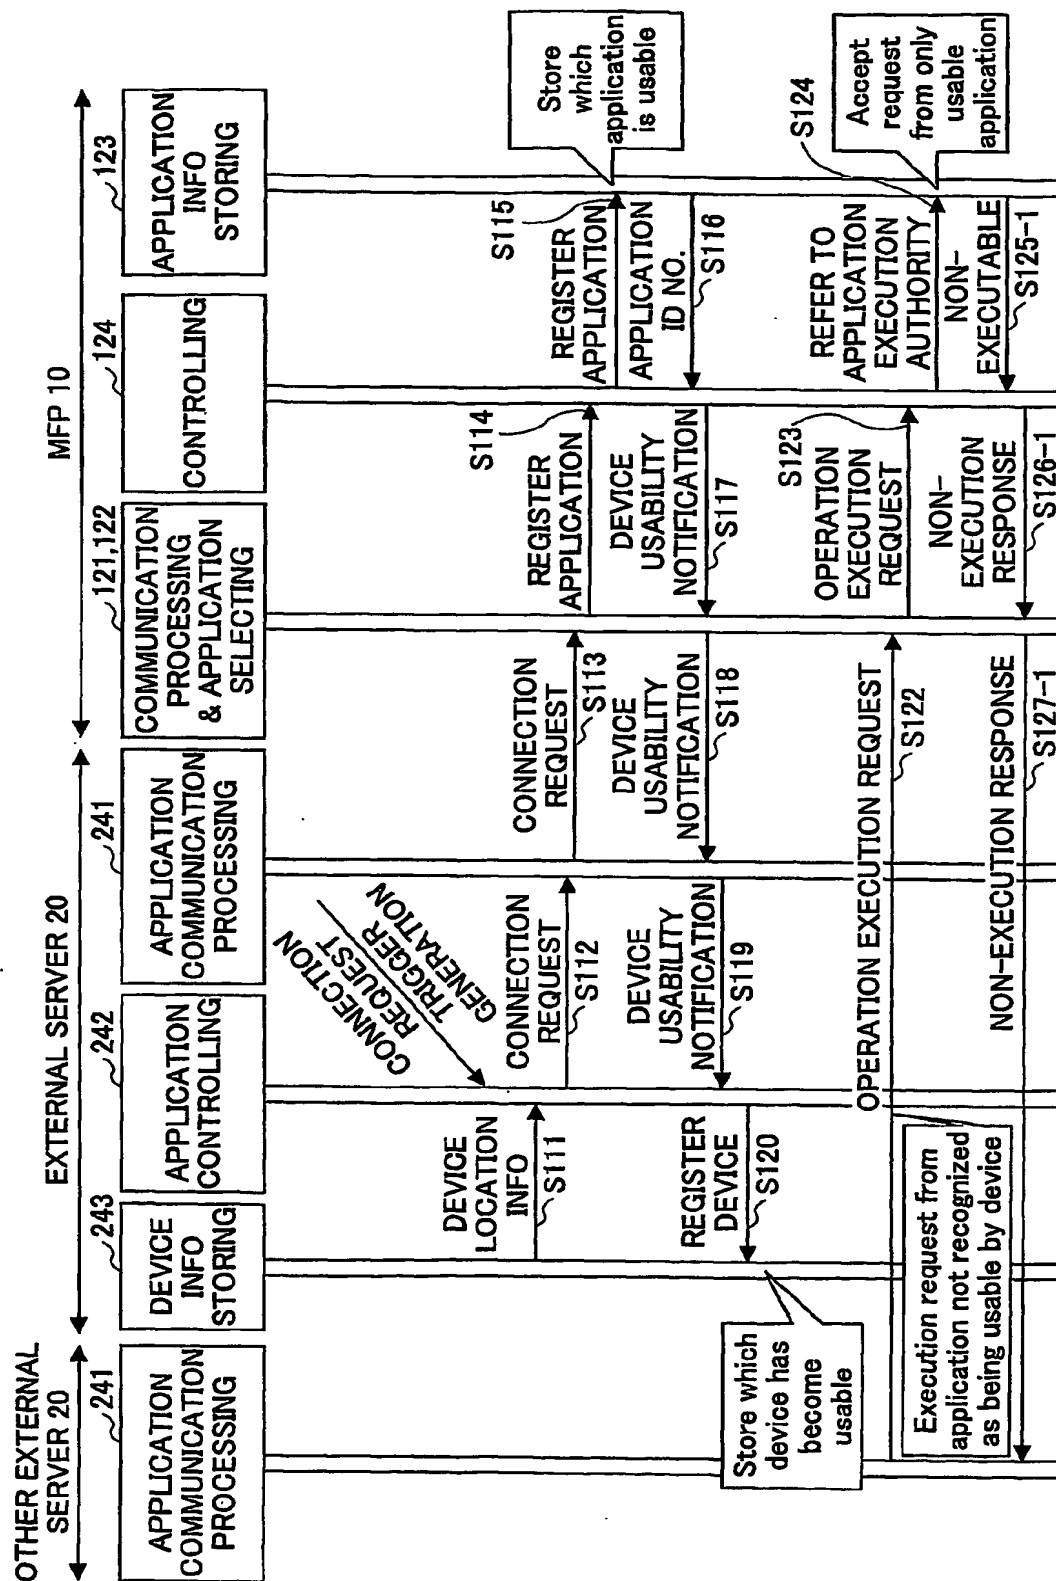 OTHER EXTERNAL
SERVER 20
EXTERNAL SERVER 20
MFP 10
241
243
242
241
121,122
124
123
APPLICATION
COMMUNICATION
PROCESSING
DEVICE
INFO
STORING
APPLICATION
CONTROLLING
APPLICATION
COMMUNICATION
PROCESSING
COMMUNICATION
PROCESSING
& APPLICATION
SELECTING
CONTROLLING
APPLICATION
INFO
STORING
CONNECTION
REQUEST
TRIGGER
GENERATION
DEVICE
LOCATION
INFO
S111
CONNECTION
REQUEST
S112
CONNECTION
REQUEST
S113
REGISTER
APPLICATION
S114
REGISTER
APPLICATION
S115
Store
which
application
is usable
APPLICATION
ID NO.
S116
DEVICE
USABILITY
NOTIFICATION
S117
DEVICE
USABILITY
NOTIFICATION
S118
DEVICE
USABILITY
NOTIFICATION
S119
REGISTER
DEVICE
S120
Store which
device has
become
usable
OPERATION EXECUTION REQUEST
S122
Execution request from
application not recognized
as being usable by device
OPERATION
EXECUTION
REQUEST
S123
REFER TO
APPLICATION
EXECUTION
AUTHORITY
S124
Accept
request
from only
usable
application
NON-
EXECUTABLE
S125-1
NON-
EXECUTION
RESPONSE
S126-1
NON-EXECUTION RESPONSE
S127-1